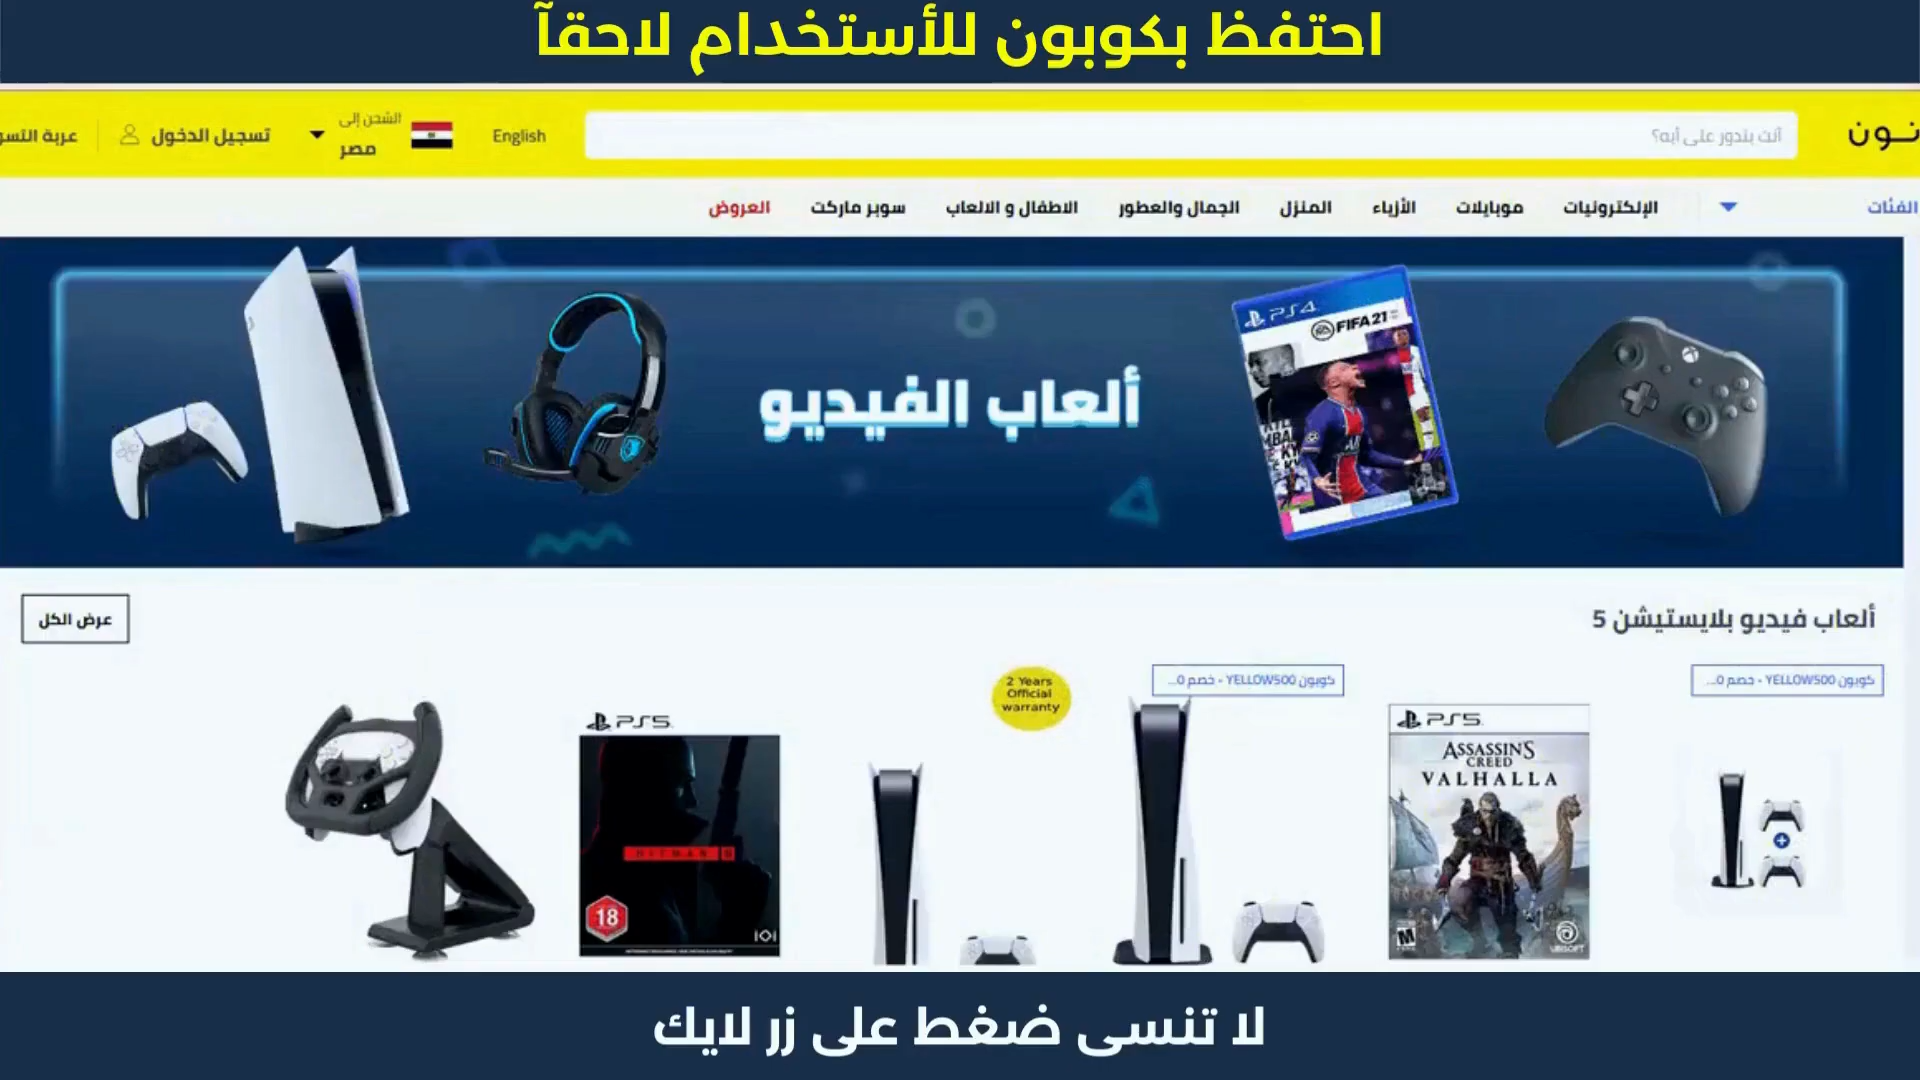 احتفظ بكوبون للأستخدام لاحقآ
نون
أنت بتدور على أيه؟
English
الشحن إلى
مصر
تسجيل الدخول
عربة
الفئات
الإلكترونيات
موبايلات
الأزياء
المنزل
الجمال والعطور
الاطفال و الالعاب
سوبر ماركت
العروض
PS4
FIFA 21
ألعاب الفيديو
ألعاب فيديو بلايستيشن 5
عرض الكل
كوبون YELLOW500 - خصم 0...
PS5
ASSASSIN'S
CREED
VALHALLA
M
UBISOFT
كوبون YELLOW500 - خصم 0...
2 Years
Official
warranty
PS5
HITMAN
18
IOI
لا تنسى ضغط على زر لايك